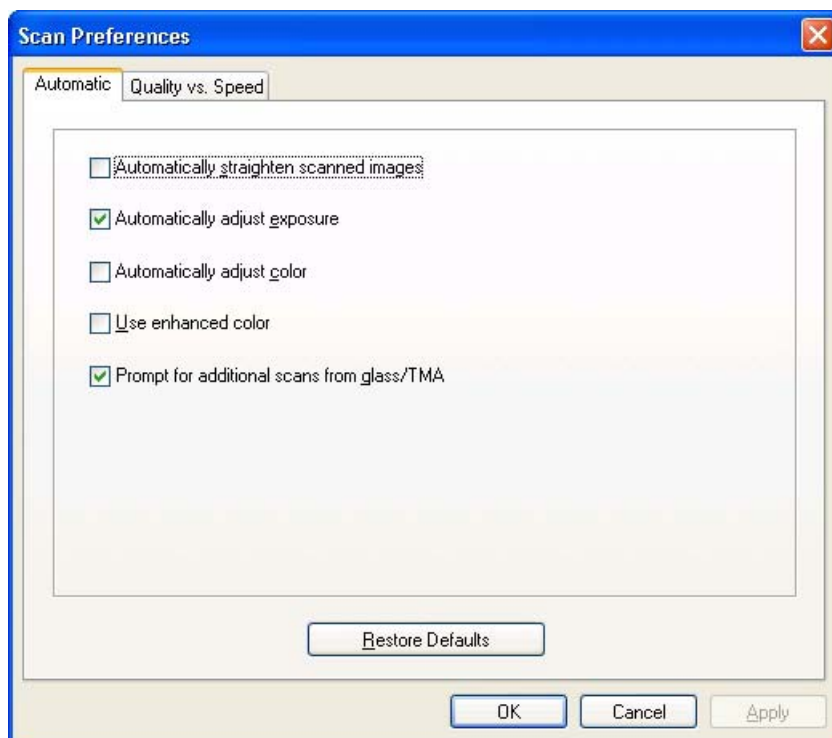 Scan Preferences
Automatic Quality vs. Speed
Automatically straighten scanned images
Automatically adjust exposure
Automatically adjust color
Use enhanced color
Prompt for additional scans from glass/TMA
Restore Defaults
OK Cancel Apply